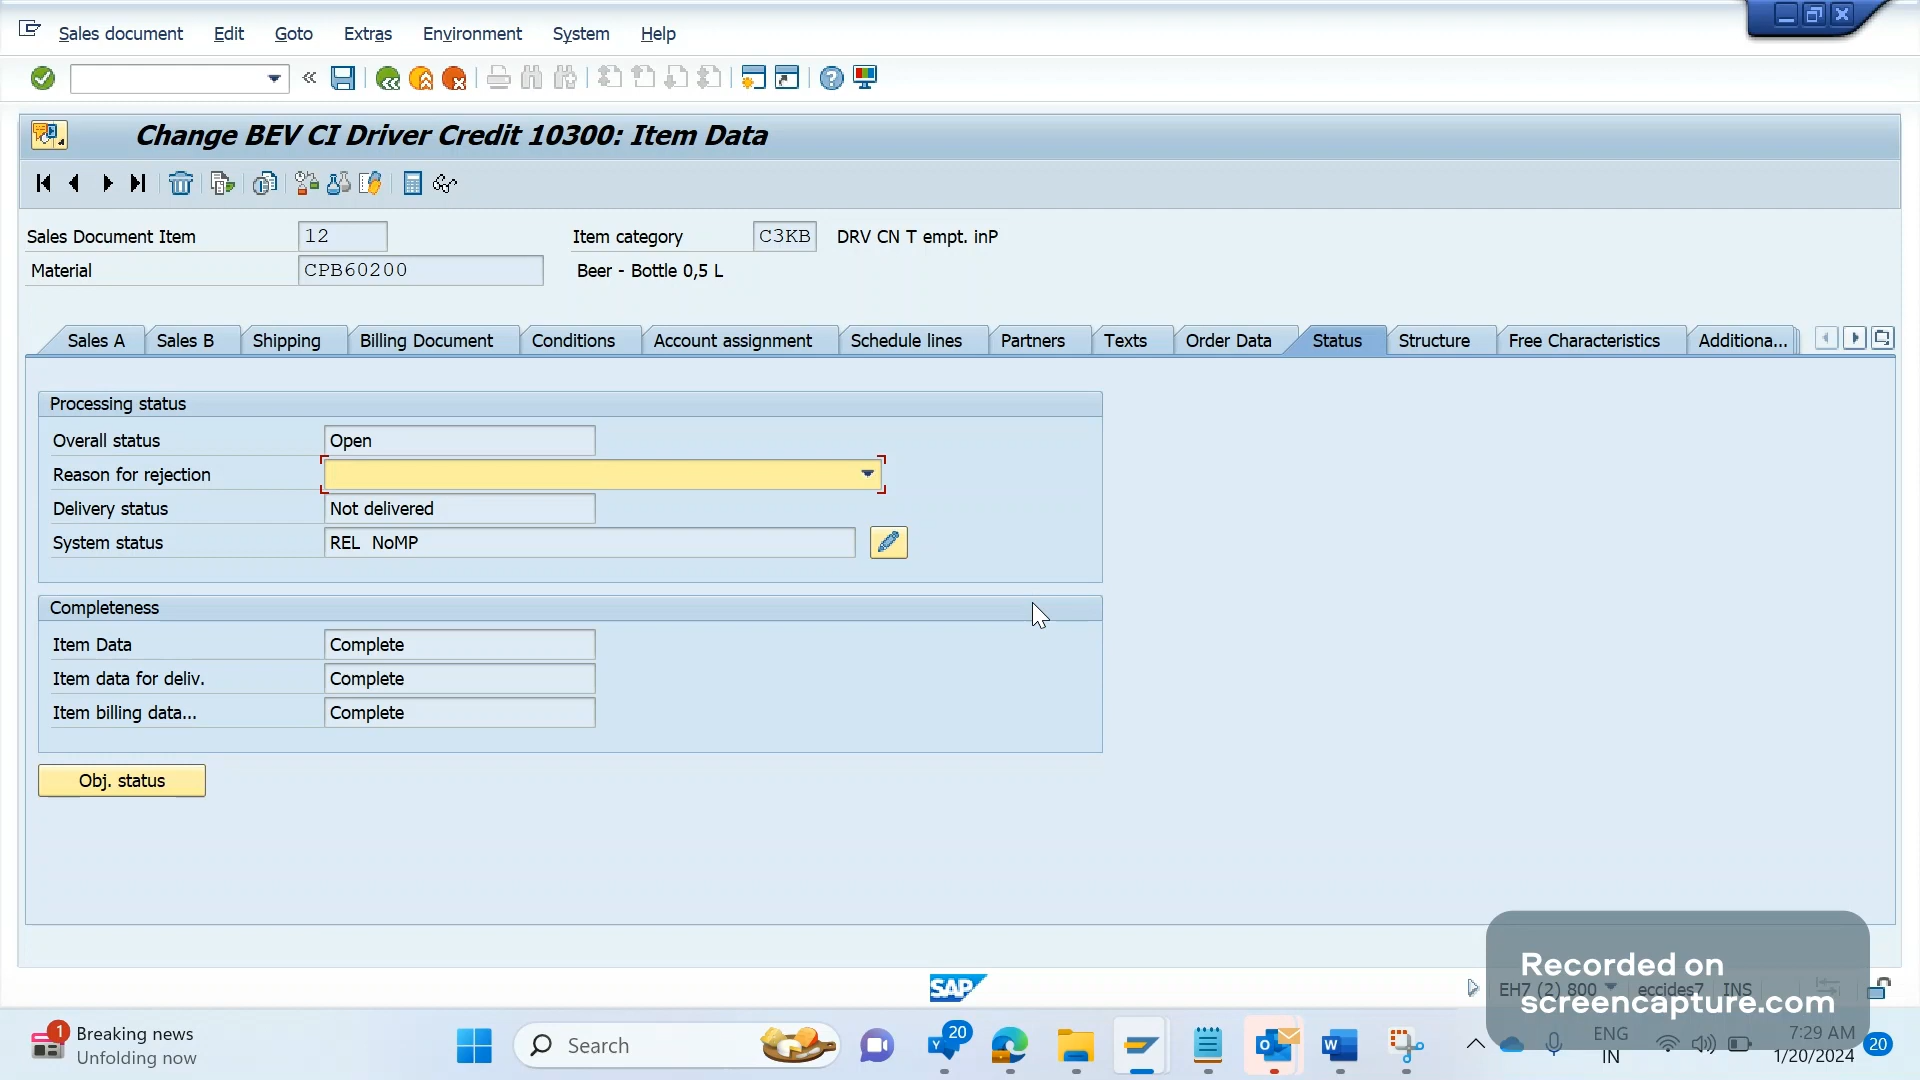 Sales document Edit Goto Extras Environment System Help
Change BEV CI Driver Credit 10300: Item Data
Sales Document Item 12 Item category C3KB DRV CN T empt. inP
Material CPB60200 Beer - Bottle 0,5 L
Sales A Sales B Shipping Billing Document Conditions Account assignment Schedule lines Partners Texts Order Data Status Structure Free Characteristics Additiona...
Processing status
Overall status Open
Reason for rejection
Delivery status Not delivered
System status REL NoMP
Completeness
Item Data Complete
Item data for deliv. Complete
Item billing data... Complete
Obj. status
Recorded on
screencapture.com
SAP EH7 (2) 800 eccides7 INS
1 Breaking news
Unfolding now
Search
20
ENG
IN
7:29 AM
1/20/2024
20